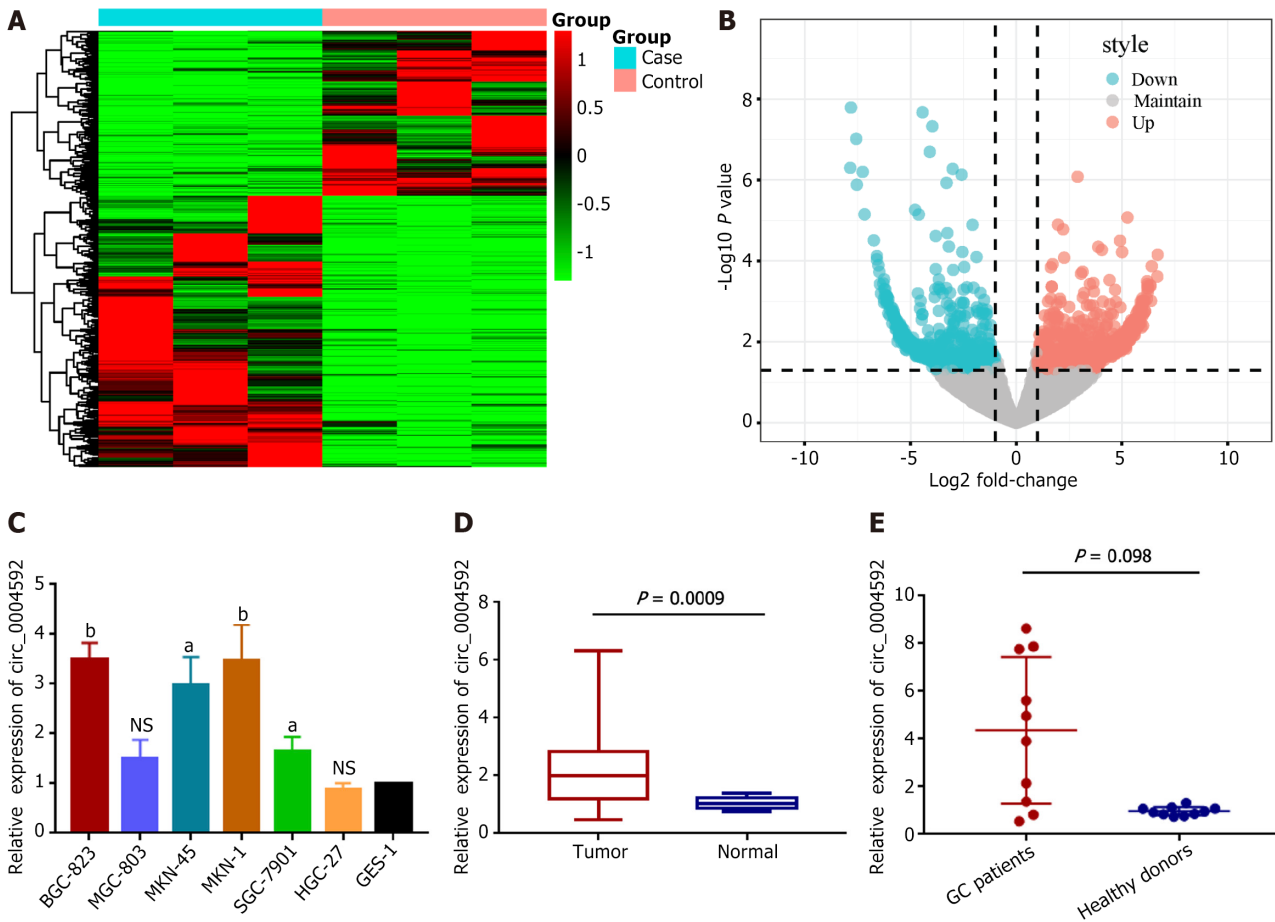 A
Group
1
0.5
0
-0.5
-1
Group
Case
Control
B
style
Down
Maintain
Up
-Log10 P value
8
6
4
2
0
-10
-5
0
5
10
Log2 fold-change
C
Relative expression of circ_0004592
5
4
3
2
1
0
b
NS
a
b
a
NS
BGC-823
MGC-803
MKN-45
MKN-1
SGC-7901
HGC-27
GES-1
D
Relative expression of circ_0004592
8
6
4
2
0
P = 0.0009
Tumor
Normal
E
Relative expression of circ_0004592
10
8
6
4
2
0
P = 0.098
GC patients
Healthy donors